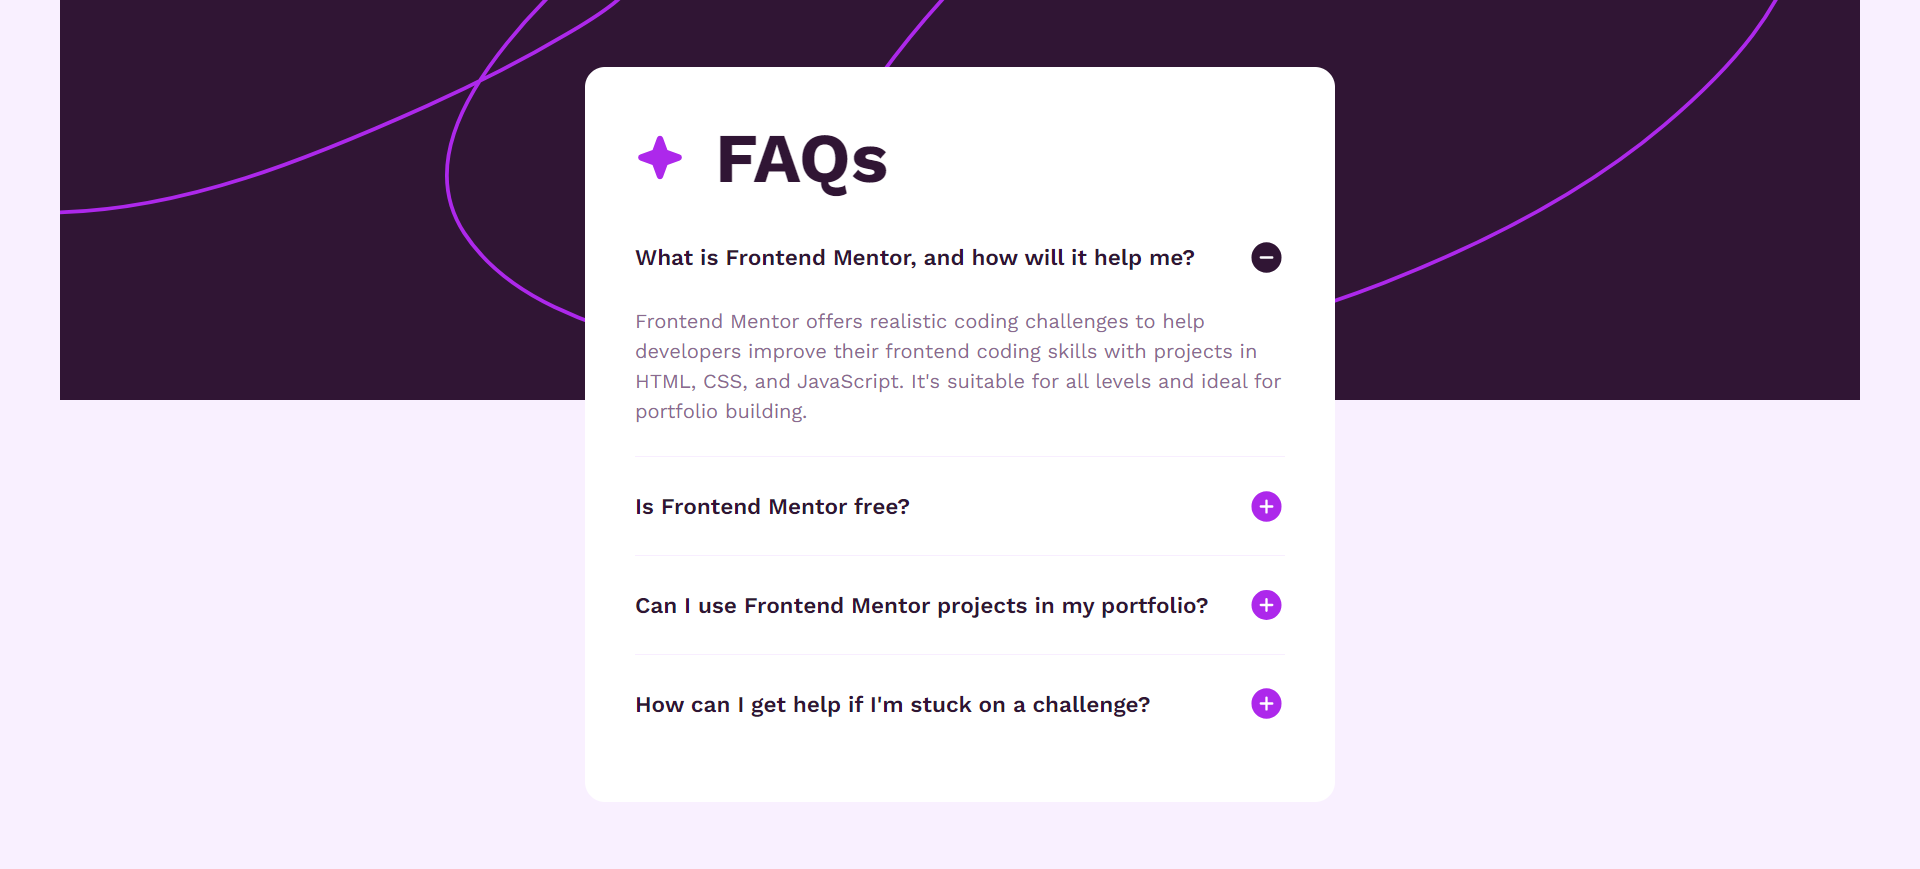 FAQs
What is Frontend Mentor, and how will it help me?
Frontend Mentor offers realistic coding challenges to help
developers improve their frontend coding skills with projects in
HTML, CSS, and JavaScript. It's suitable for all levels and ideal for
portfolio building.
Is Frontend Mentor free?
Can I use Frontend Mentor projects in my portfolio?
How can I get help if I'm stuck on a challenge?